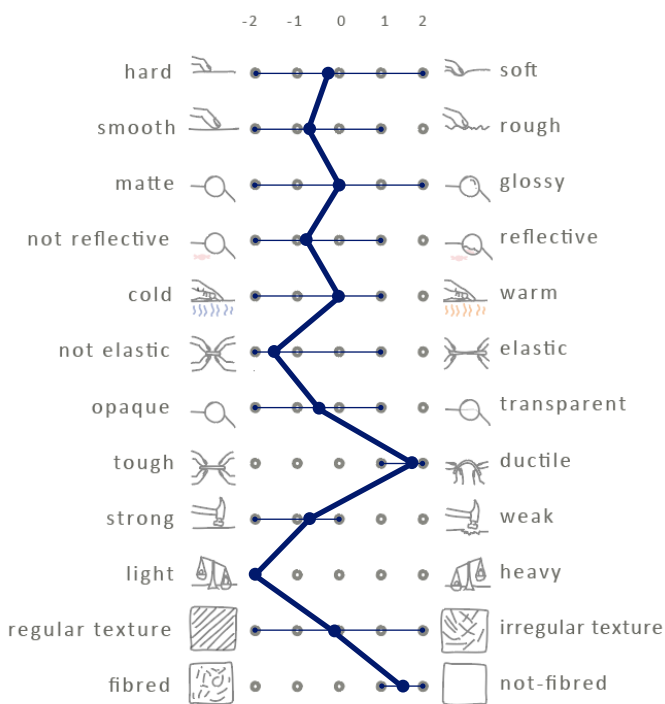 -2 -1 0 1 2
hard soft
smooth rough
matte glossy
not reflective reflective
cold warm
not elastic elastic
opaque transparent
tough ductile
strong weak
light heavy
regular texture irregular texture
fibred not-fibred